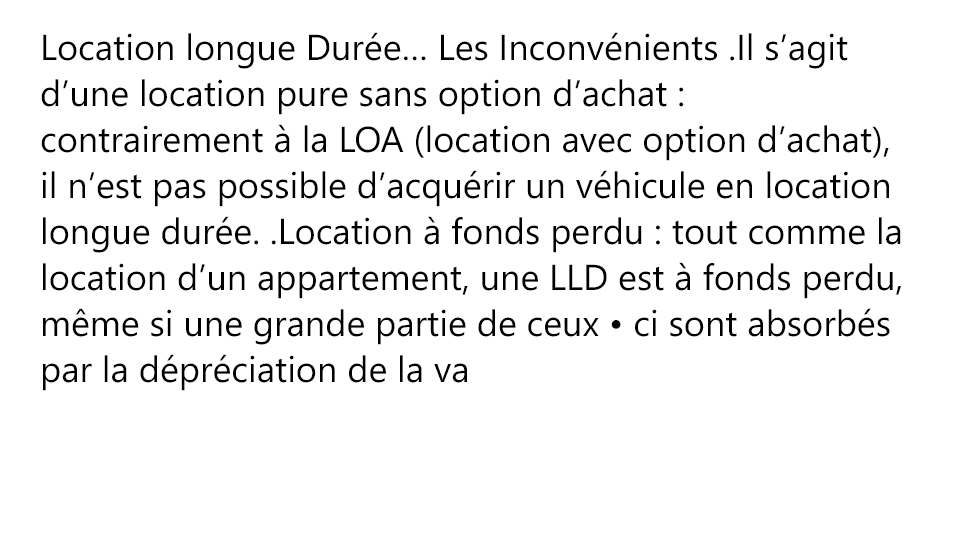 Location longue Durée... Les Inconvénients .Il s’agit
d’une location pure sans option d’achat :
contrairement à la LOA (location avec option d’achat),
il n’est pas possible d’acquérir un véhicule en location
longue durée. .Location à fonds perdu : tout comme la
location d’un appartement, une LLD est à fonds perdu,
même si une grande partie de ceux • ci sont absorbés
par la dépréciation de la va